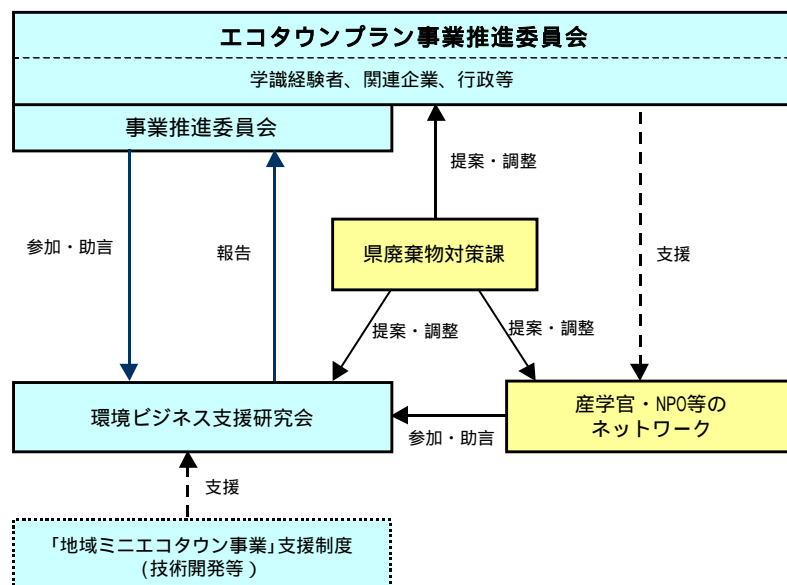 エコタウンプラン事業推進委員会
学識経験者、関連企業、行政等
事業推進委員会
提案・調整
参加・助言
報告
県廃棄物対策課
支援
提案・調整
提案・調整
環境ビジネス支援研究会
参加・助言
産学官・NPO等の
ネットワーク
支援
「地域ミニエコタウン事業」支援制度
(技術開発等)